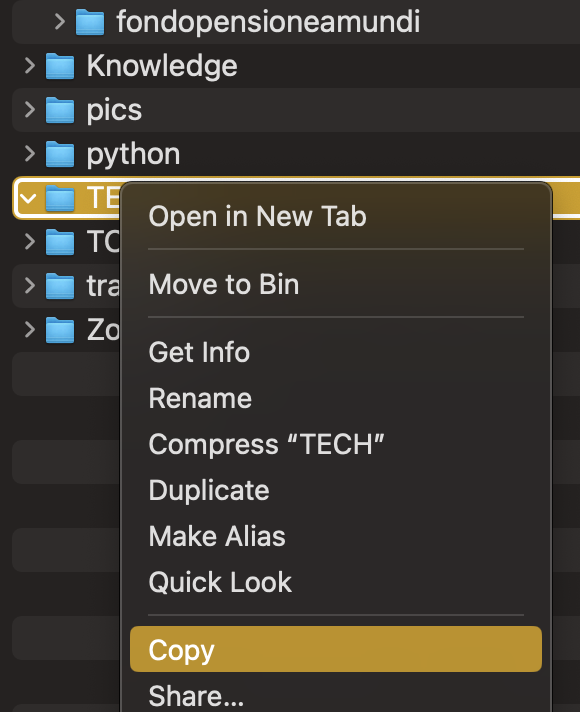 fondopensioneamundi
Knowledge
pics
python
TE
TC
tra
Zo
Open in New Tab
Move to Bin
Get Info
Rename
Compress “TECH”
Duplicate
Make Alias
Quick Look
Copy
Share...